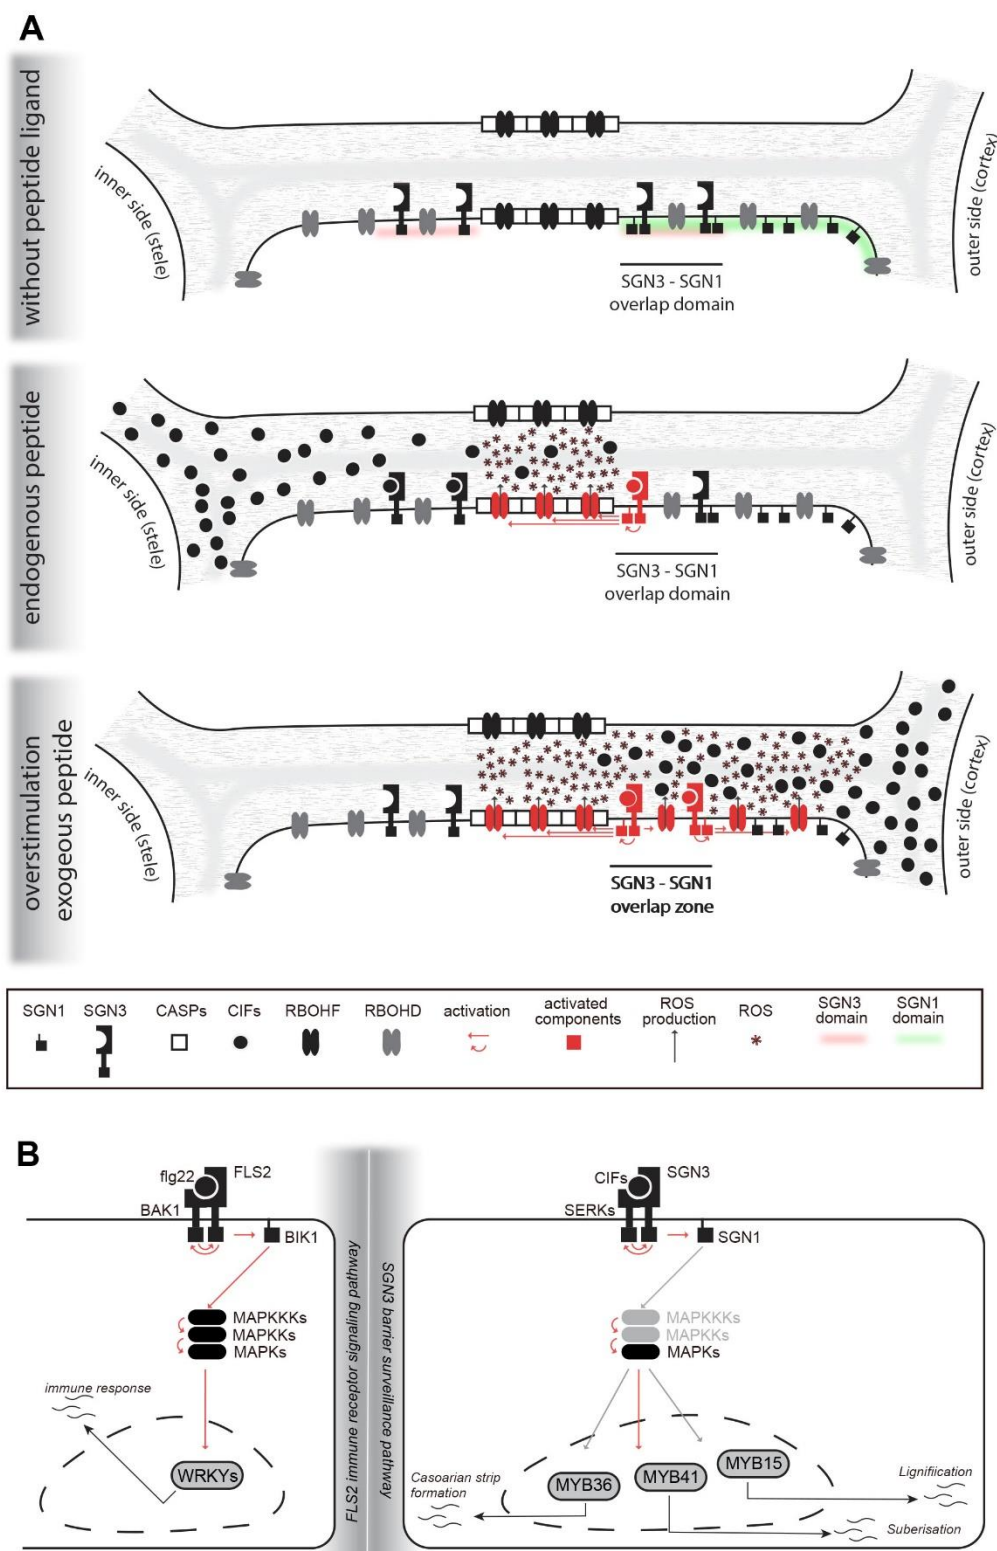 A
without peptide ligand
inner side (stele)
outer side (cortex)
SGN3 - SGN1
overlap domain
endogenous peptide
inner side (stele)
outer side (cortex)
SGN3 - SGN1
overlap domain
overstimulation
exogeous peptide
inner side (stele)
outer side (cortex)
SGN3 - SGN1
overlap zone
SGN1 SGN3 CASPs CIFs RBOHF RBOHD activation activated components ROS production ROS SGN3 domain SGN1 domain
B
flg22 FLS2
BAK1
BIK1
MAPKKKs
MAPKKs
MAPKs
immune response
WRKYs
FLS2 immune receptor signaling pathway
SGN3 barrier surveillance pathway
CIFs SGN3
SERKs
SGN1
MAPKKKs
MAPKKs
MAPKs
MYB36 MYB41 MYB15
Casoarian strip
formation
Lignifiication
Suberisation